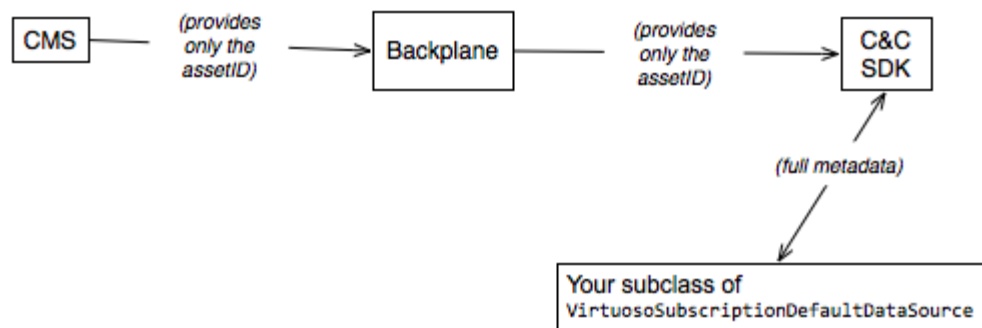 CMS
(provides
only the
assetID)
Backplane
(provides
only the
assetID)
C&C
SDK
(full metadata)
Your subclass of
VirtuosoSubscriptionDefaultDataSource